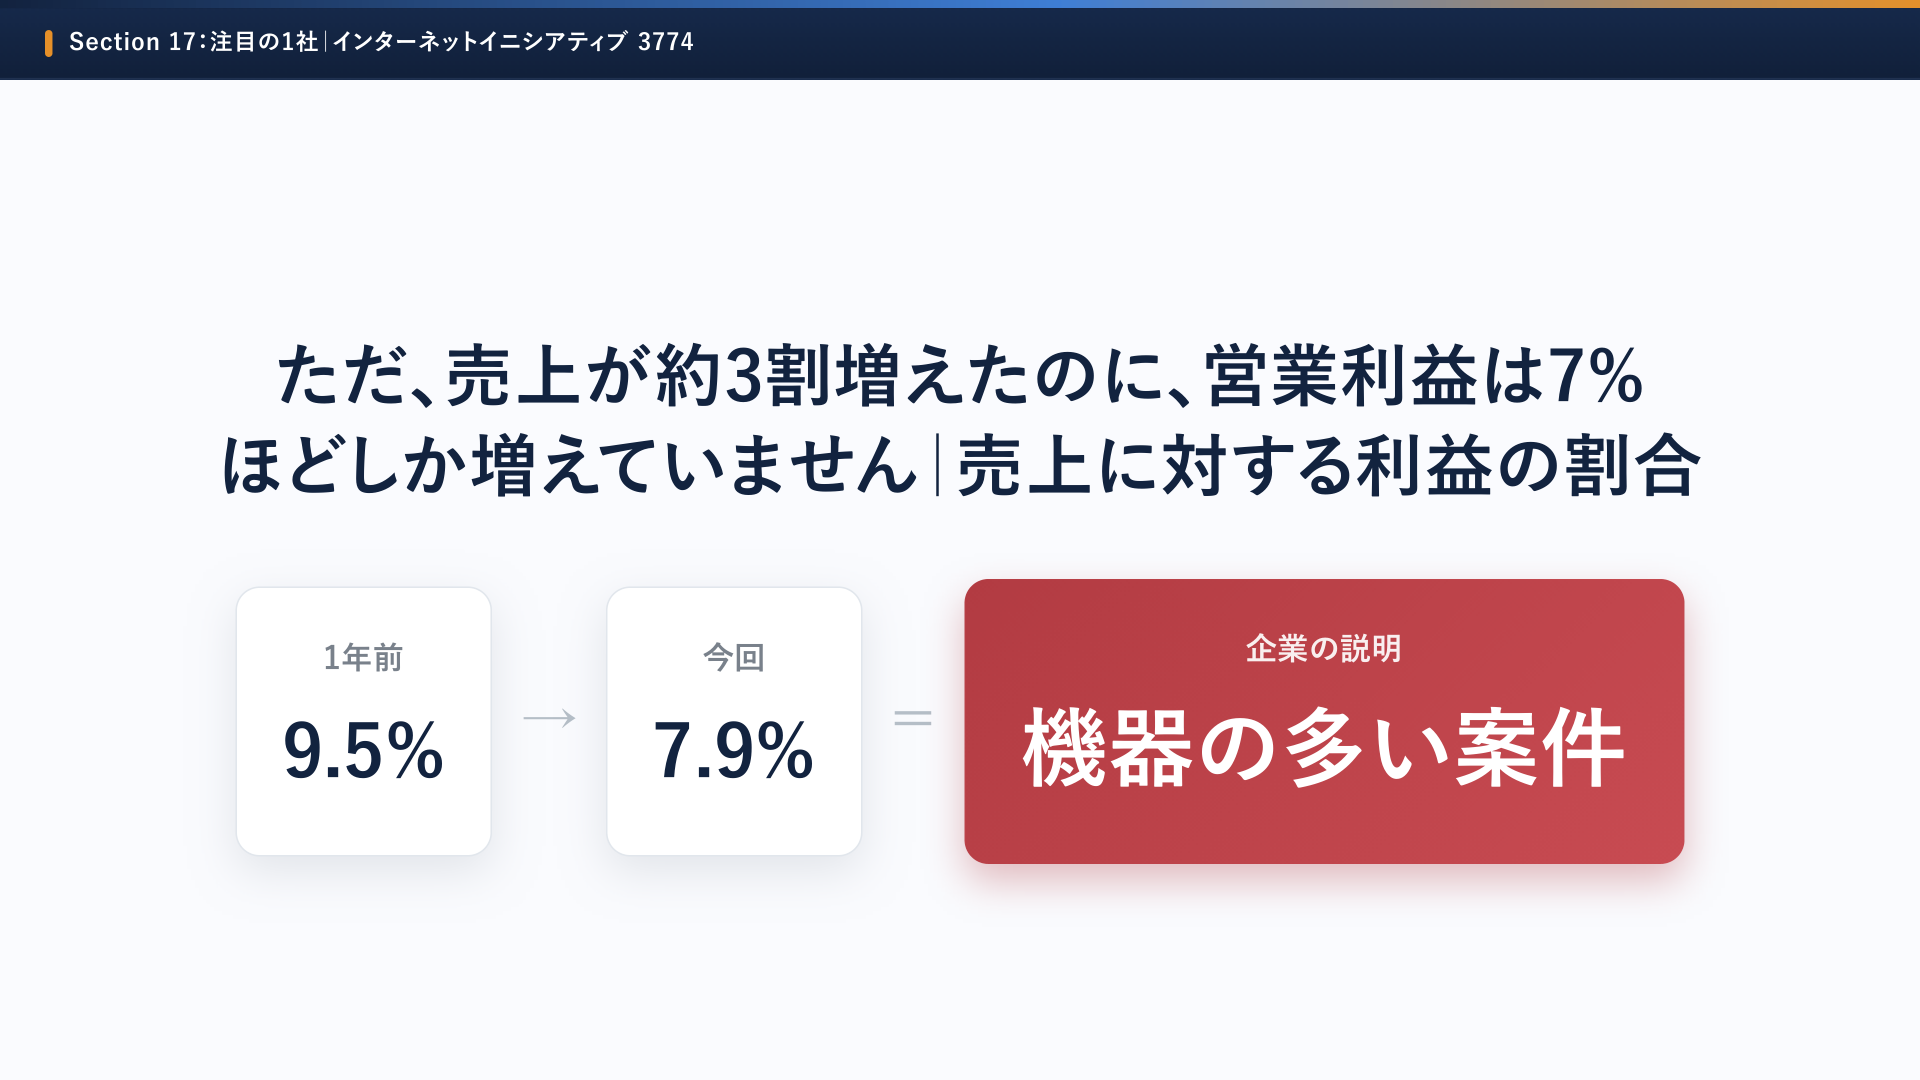 Section 17：注目の1社｜インターネットイニシアティブ 3774
ただ、売上が約3割増えたのに、営業利益は7%
ほどしか増えていません｜売上に対する利益の割合
1年前
9.5%
→
今回
7.9%
＝
企業の説明
機器の多い案件